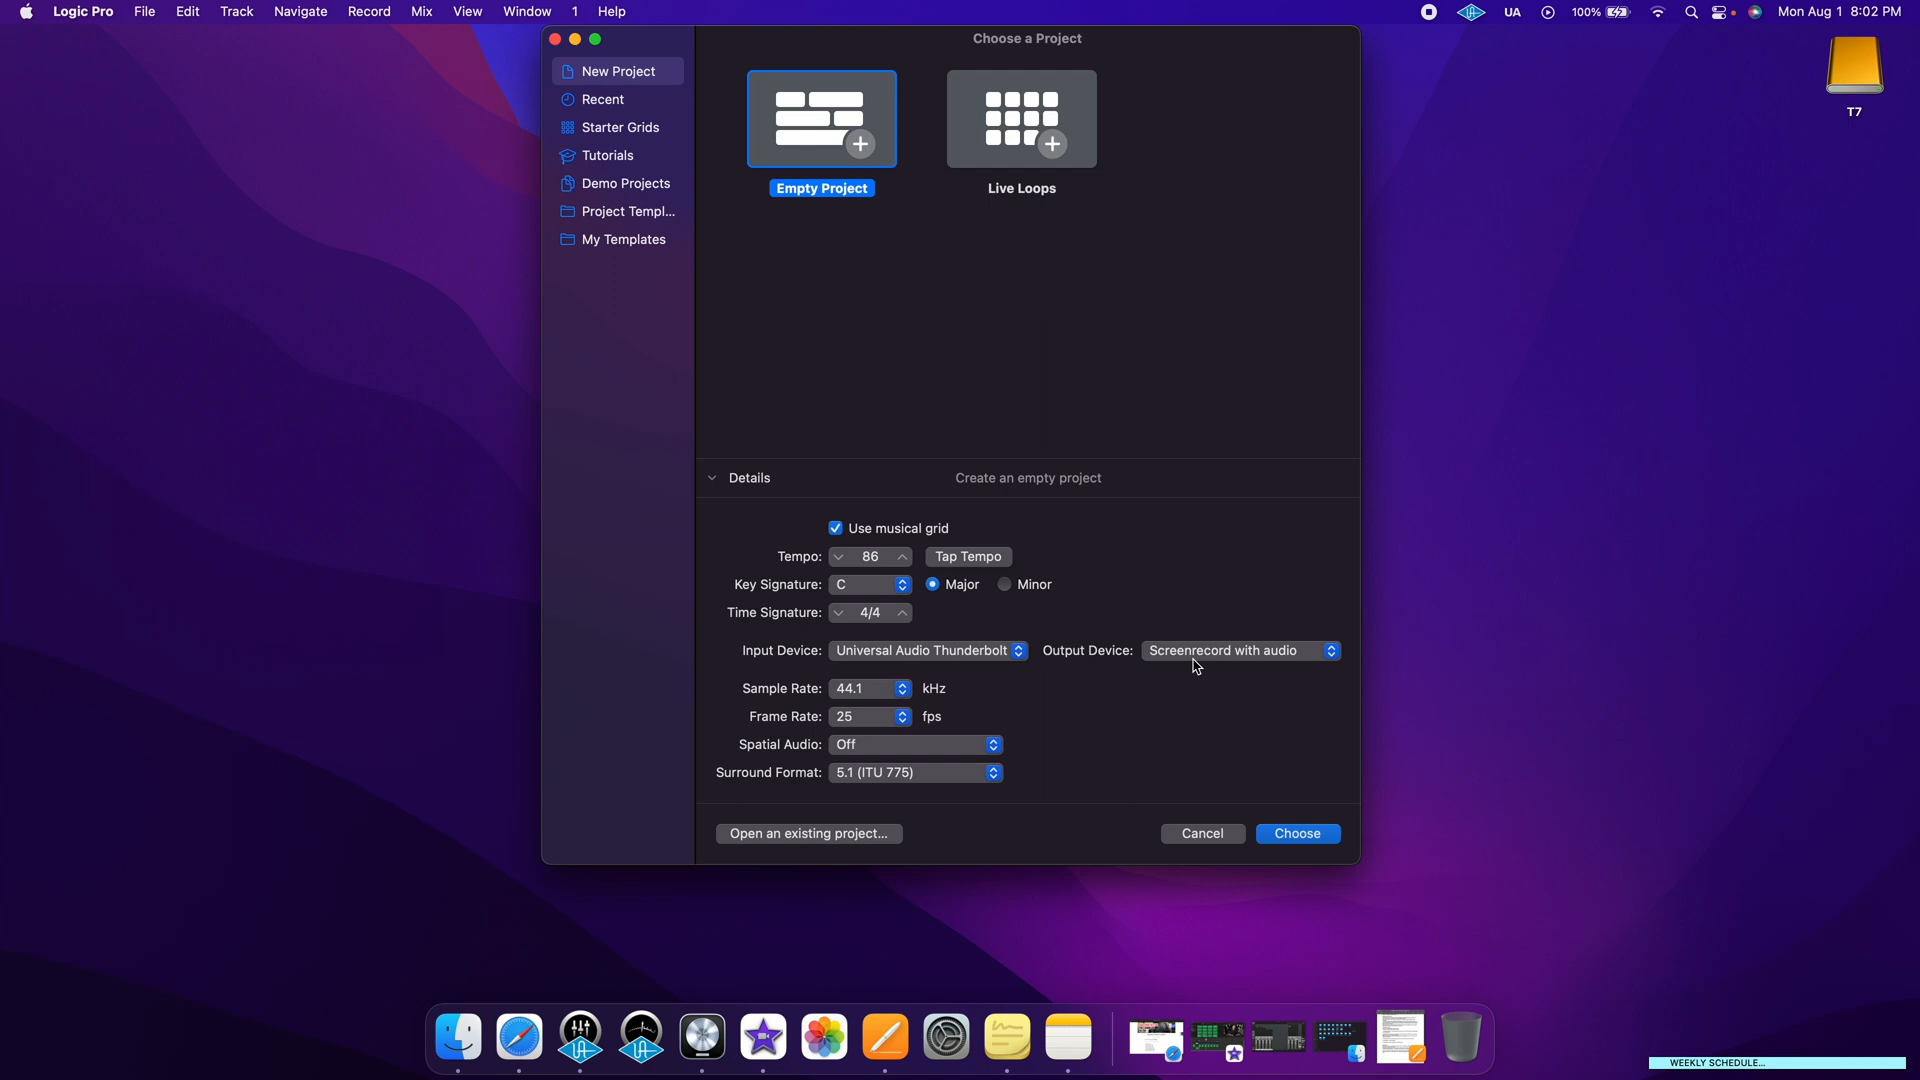 Logic Pro File Edit Track Navigate Record Mix View Window 1 Help UA 100% Mon Aug 1 8:02 PM
T7
Choose a Project
New Project
Recent
Starter Grids
Tutorials
Demo Projects
Project Templ...
My Templates
Empty Project Live Loops
Details Create an empty project
Use musical grid
Tempo: 86 Tap Tempo
Key Signature: C Major Minor
Time Signature: 4/4
Input Device: Universal Audio Thunderbolt Output Device: Screenrecord with audio
Sample Rate: 44.1 kHz
Frame Rate: 25 fps
Spatial Audio: Off
Surround Format: 5.1 (ITU 775)
Open an existing project... Cancel Choose
WEEKLY SCHEDULE...